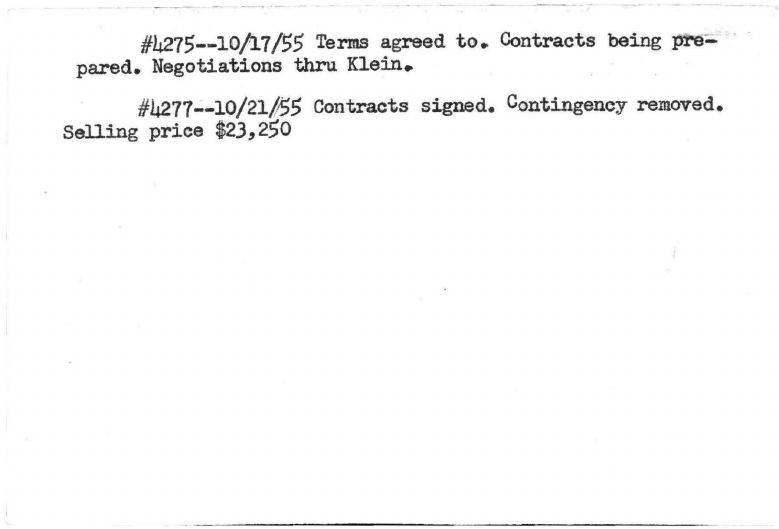 #4275--10/17/55 Terms agreed to. Contracts being pre-
pared. Negotiations thru Klein.
#4277--10/21/55 Contracts signed. Contingency removed.
Selling price $23,250